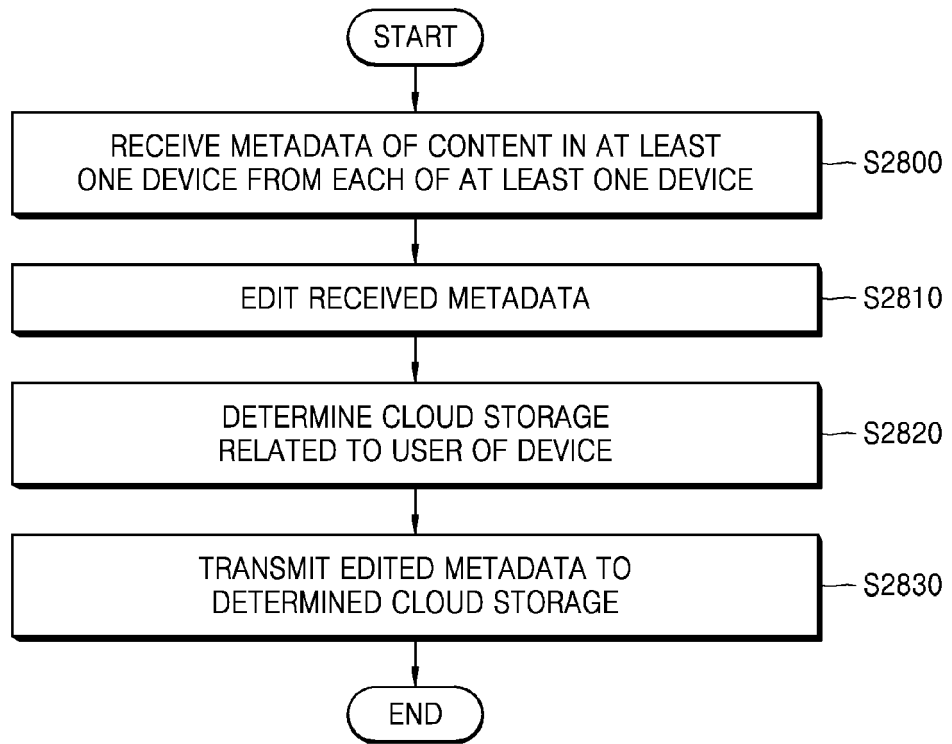 START
RECEIVE METADATA OF CONTENT IN AT LEAST
ONE DEVICE FROM EACH OF AT LEAST ONE DEVICE
S2800
EDIT RECEIVED METADATA
S2810
DETERMINE CLOUD STORAGE
RELATED TO USER OF DEVICE
S2820
TRANSMIT EDITED METADATA TO
DETERMINED CLOUD STORAGE
S2830
END